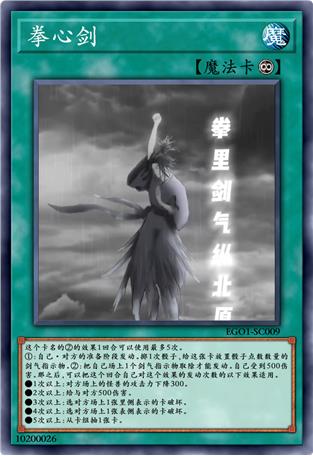 拳心剑
魔
【魔法卡∞】
拳里剑气纵北原
EGO1-SC009
这个卡名的②的效果1回合可以使用最多5次。
①:自己·对方的准备阶段发动。掷1次骰子,给这张卡放置骰子点数数量的
剑气指示物。②:把自己场上1个剑气指示物取除才能发动。自己受到500伤
害。那之后,可以把这个回合自己对这个效果的发动次数的以下效果适用。
●1次以上:对方场上的怪兽的攻击力下降300。
●2次以上:给与对方500伤害。
●3次以上:选对方场上1张里侧表示的卡破坏。
●4次以上:选对方场上1张表侧表示的卡破坏。
●5次以上:从卡组抽1张卡。
10200026